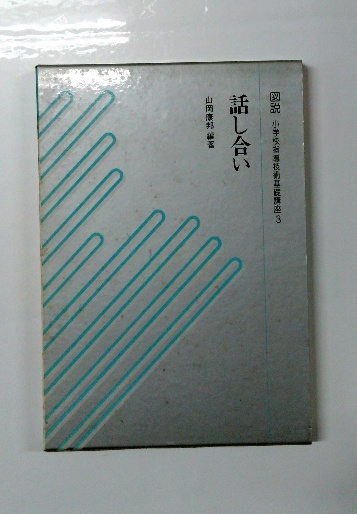 図説 小学校指導技術基礎講座 3
話し合い
山岡康邦 編著